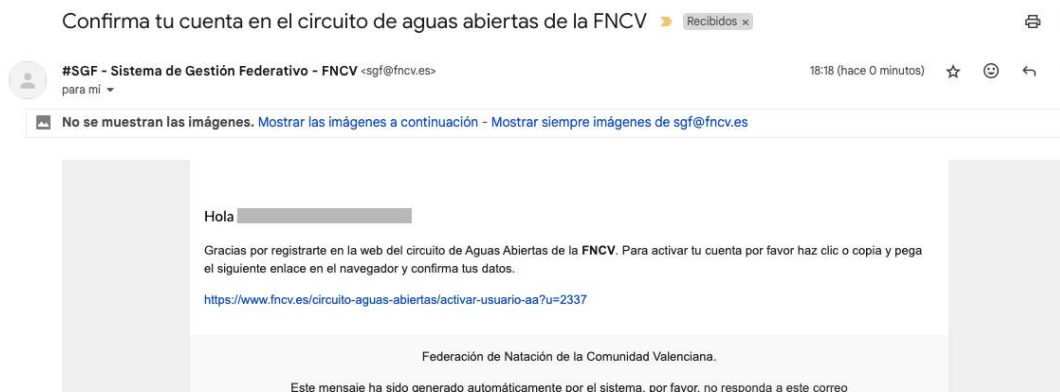 Confirma tu cuenta en el circuito de aguas abiertas de la FNCV Recibidos x
#SGF - Sistema de Gestión Federativo - FNCV <sgf@fncv.es> 18:18 (hace 0 minutos)
para mí
No se muestran las imágenes. Mostrar las imágenes a continuación - Mostrar siempre imágenes de sgf@fncv.es
Hola
Gracias por registrarte en la web del circuito de Aguas Abiertas de la FNCV. Para activar tu cuenta por favor haz clic o copia y pega
el siguiente enlace en el navegador y confirma tus datos.
https://www.fncv.es/circuito-aguas-abiertas/activar-usuario-aa?u=2337
Federación de Natación de la Comunidad Valenciana.
Este mensaje ha sido generado automáticamente por el sistema, por favor, no responda a este correo